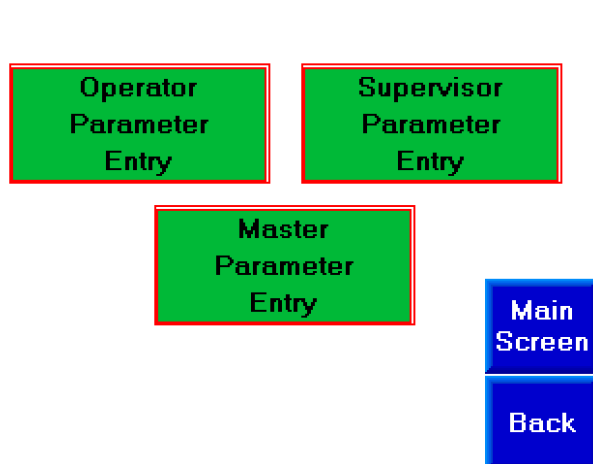 Operator
Parameter
Entry
Supervisor
Parameter
Entry
Master
Parameter
Entry
Main
Screen
Back